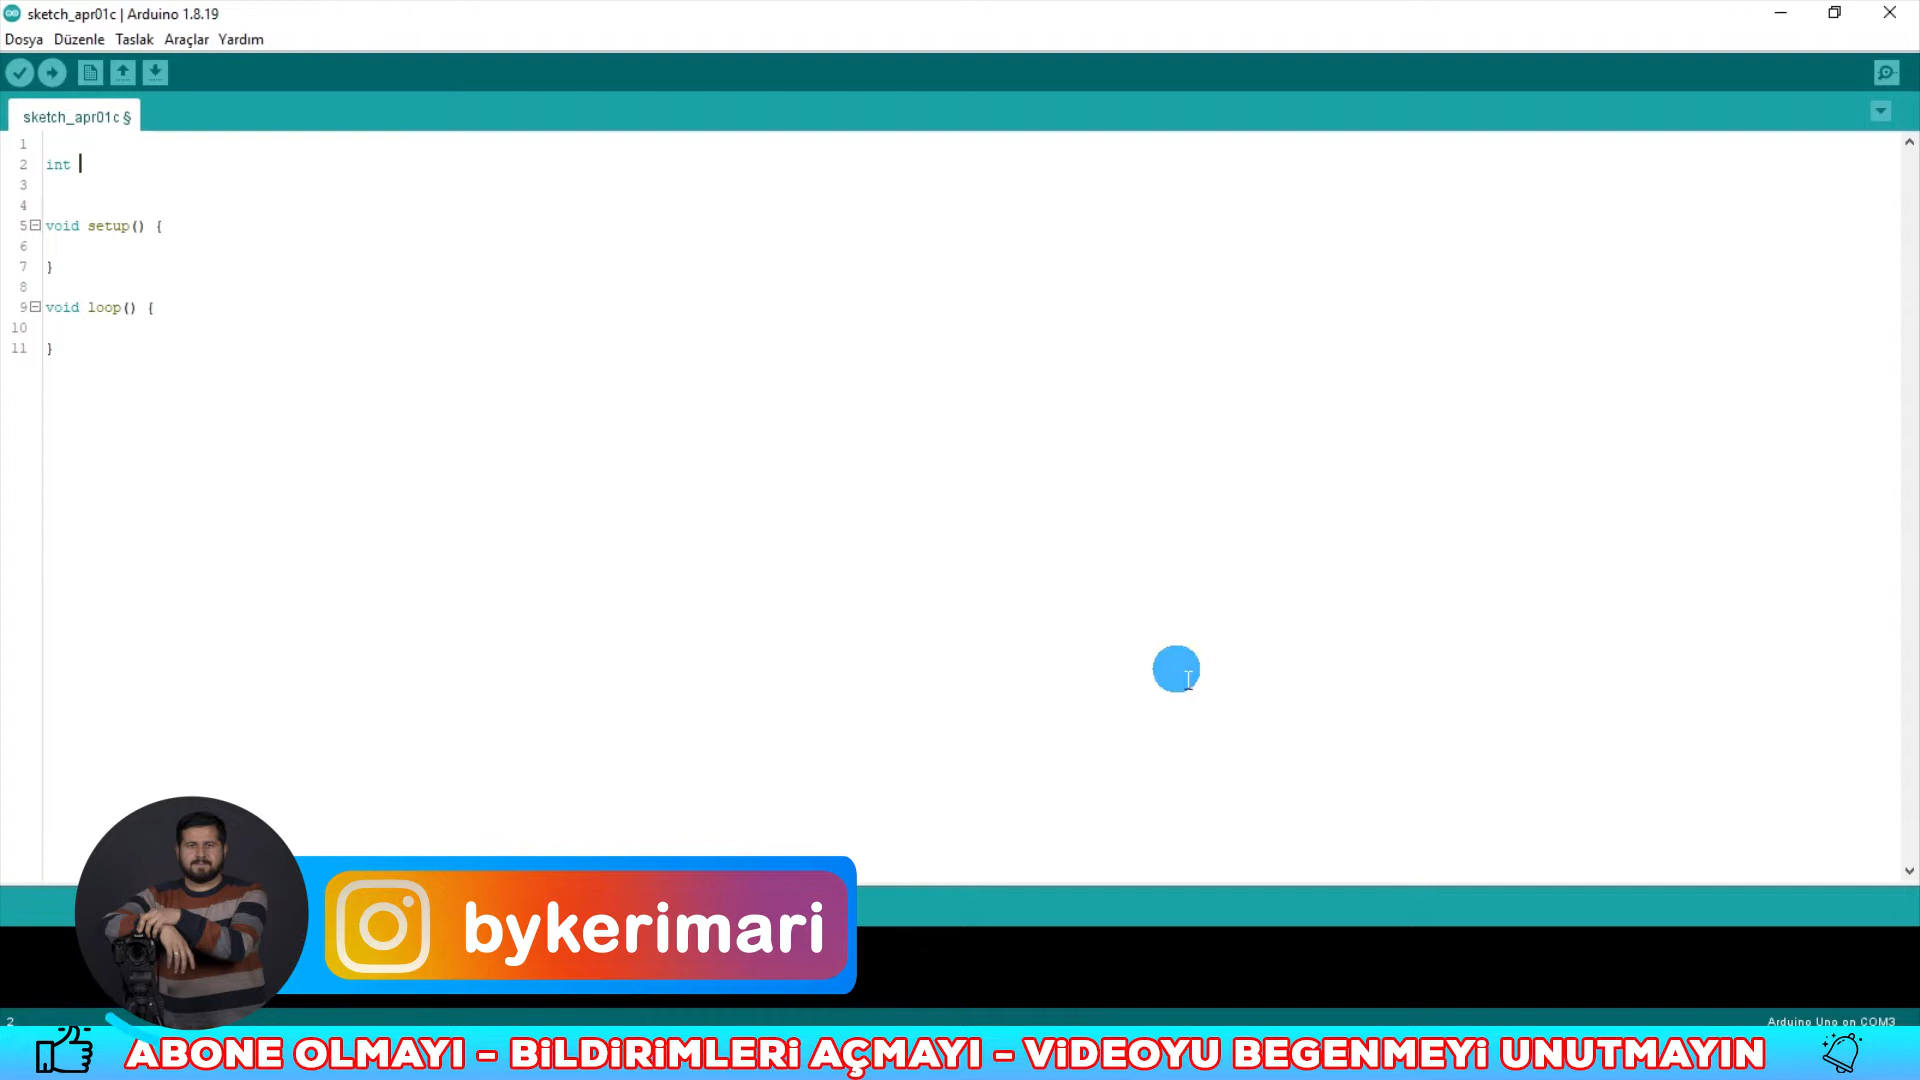 sketch_apr01c | Arduino 1.8.19
Dosya Düzenle Taslak Araçlar Yardım
sketch_apr01c §
1
2 int
3
4
5 void setup() {
6
7 }
8
9 void loop() {
10
11 }
bykerimari
2 Arduino Uno on COM3
ABONE OLMAYI - BiLDiRiMLERi AÇMAYI - ViDEOYU BEGENMEYi UNUTMAYIN